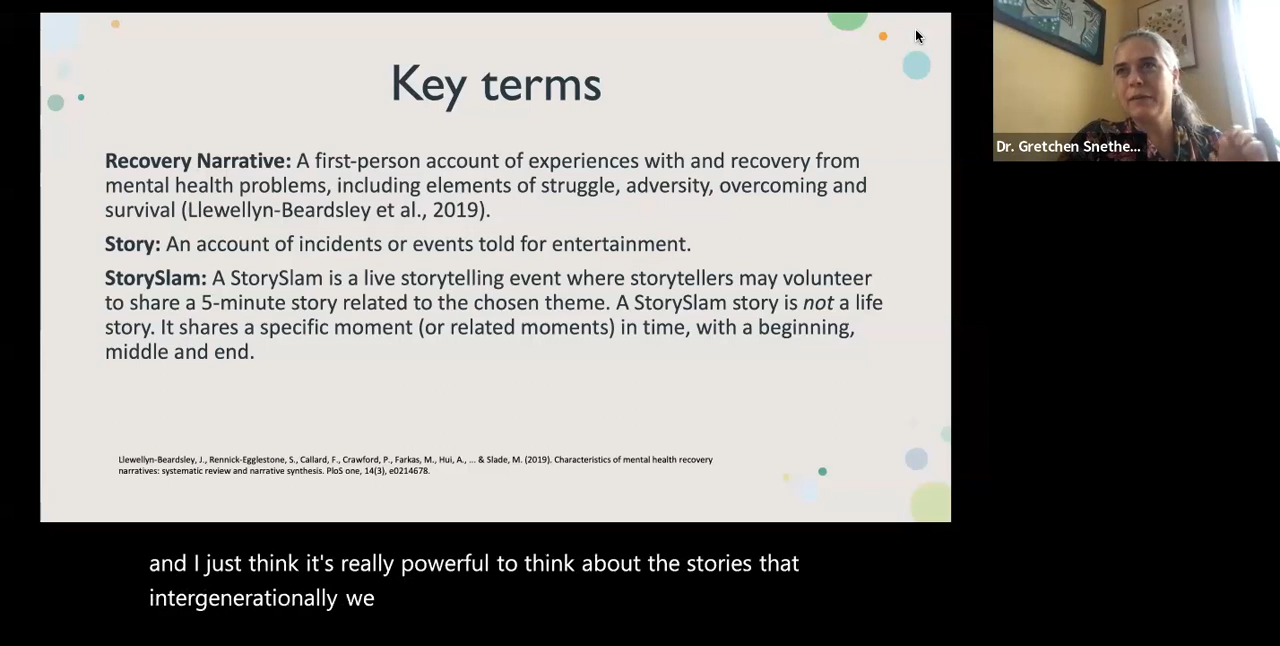 Key terms
Recovery Narrative: A first-person account of experiences with and recovery from
mental health problems, including elements of struggle, adversity, overcoming and
survival (Llewellyn-Beardsley et al., 2019).
Story: An account of incidents or events told for entertainment.
StorySlam: A StorySlam is a live storytelling event where storytellers may volunteer
to share a 5-minute story related to the chosen theme. A StorySlam story is not a life
story. It shares a specific moment (or related moments) in time, with a beginning,
middle and end.
Llewellyn-Beardsley, J., Rennick-Egglestone, S., Callard, F., Crawford, P., Farkas, M., Hui, A., ... & Slade, M. (2019). Characteristics of mental health recovery
narratives: systematic review and narrative synthesis. PloS one, 14(3), e0214678.
Dr. Gretchen Snethe...
and I just think it's really powerful to think about the stories that
intergenerationally we